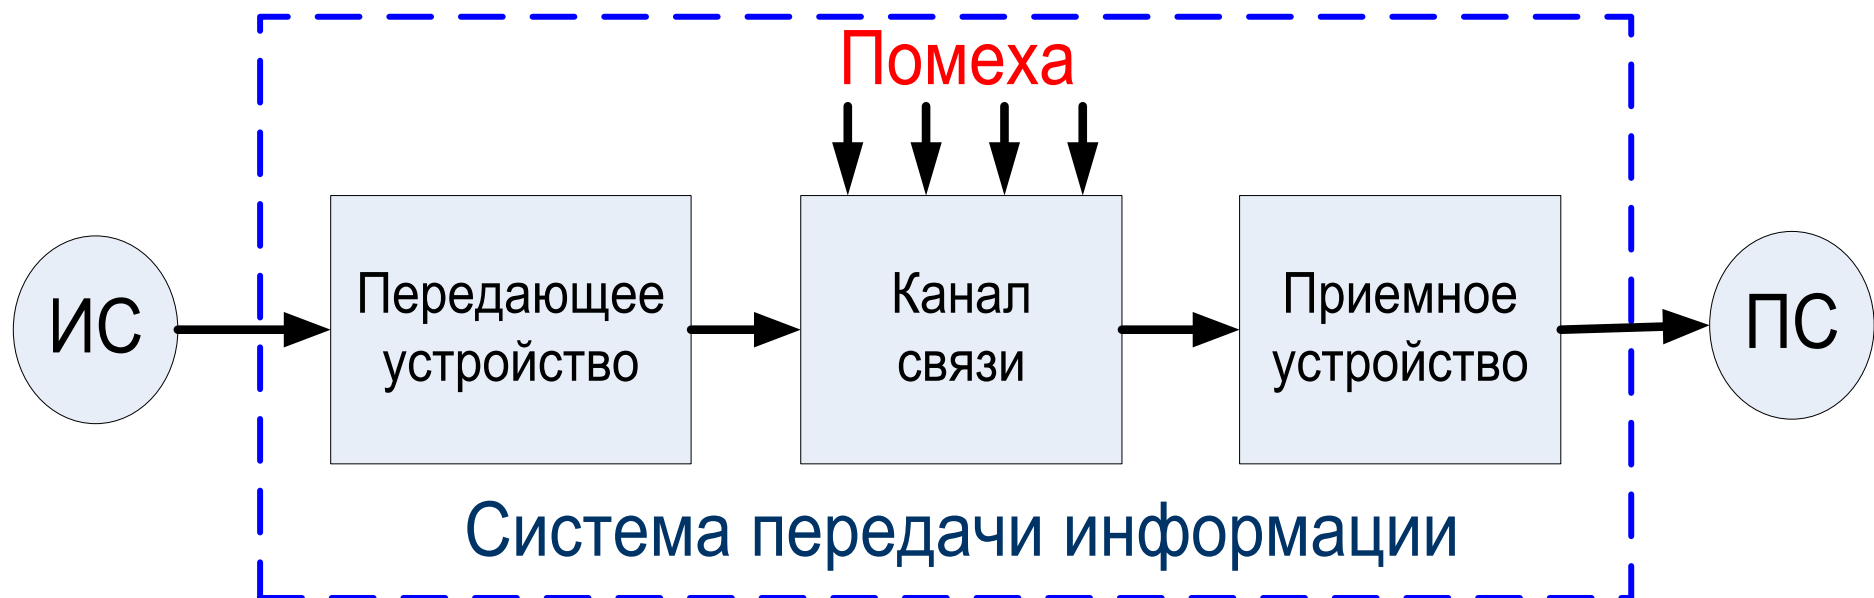 Помеха
ИС
Передающее
устройство
Канал
связи
Приемное
устройство
ПС
Система передачи информации